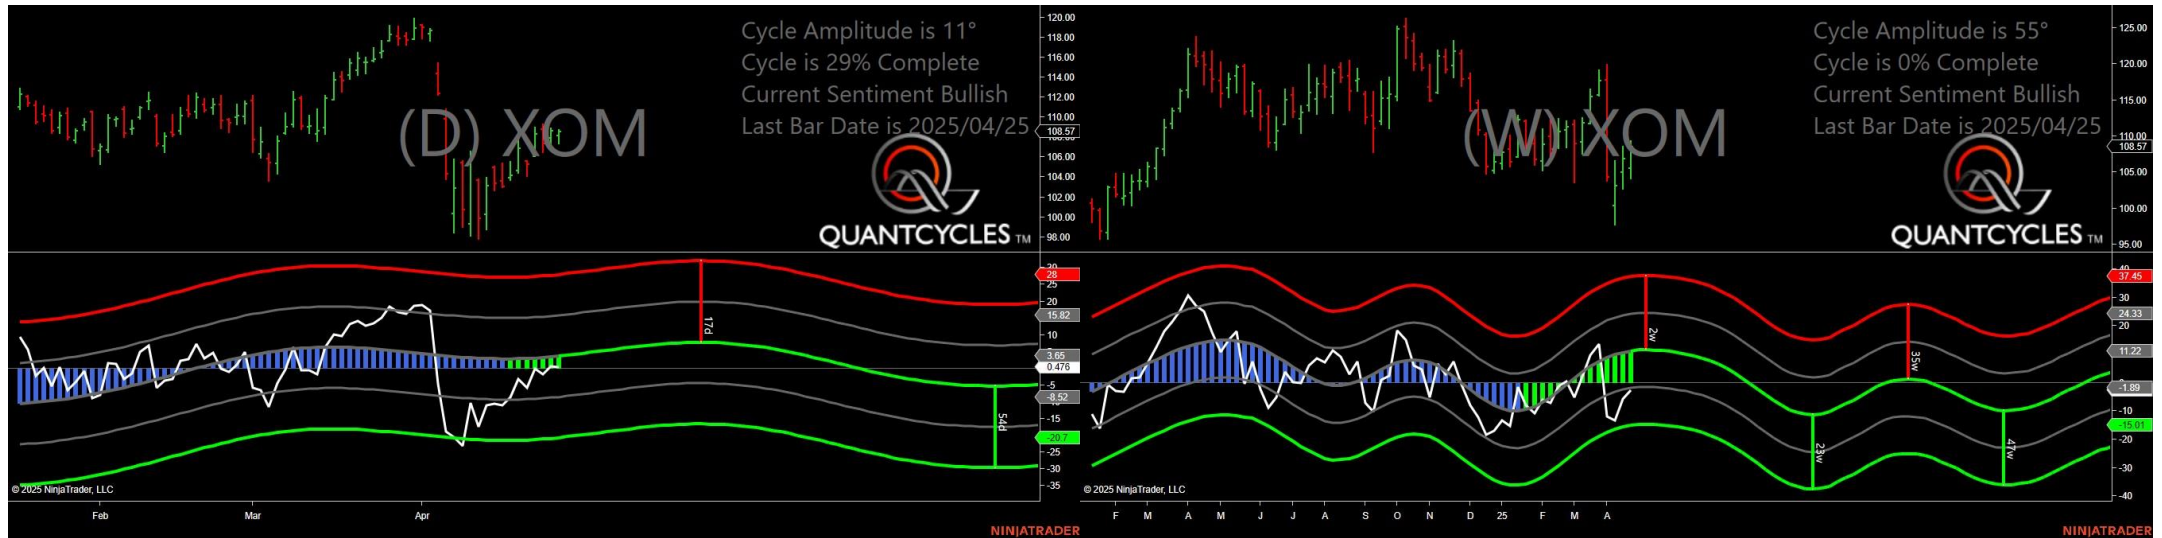 Cycle Amplitude is 11°
Cycle is 29% Complete
Current Sentiment Bullish
Last Bar Date is 2025/04/25
(D) XOM
QUANTCYCLES TM
120.00
118.00
116.00
114.00
112.00
110.00
108.57
106.00
104.00
102.00
100.00
98.00
28
25
20
15.82
10
3.65
0.476
-5
-8.52
-15
-20.7
-25
-30
-35
17d
54d
© 2025 NinjaTrader, LLC
Feb
Mar
Apr
NINJATRADER
Cycle Amplitude is 55°
Cycle is 0% Complete
Current Sentiment Bullish
Last Bar Date is 2025/04/25
(W) XOM
QUANTCYCLES TM
125.00
120.00
115.00
110.00
108.57
105.00
100.00
95.00
37.45
30
24.33
20
11.22
-1.89
-10
-15.01
-20
-30
-40
2w
35w
23w
47w
© 2025 NinjaTrader, LLC
F
M
A
M
J
J
A
S
O
N
D
25
F
M
A
NINJATRADER